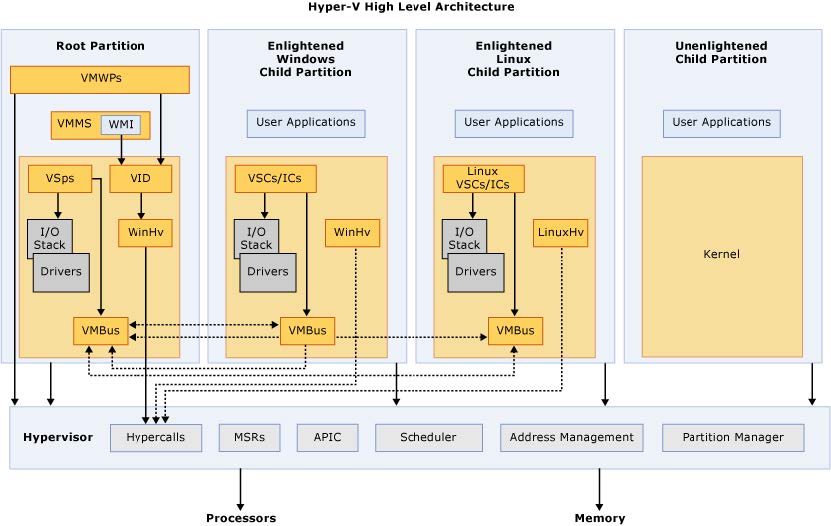 Hyper-V High Level Architecture
Root Partition
VMWPs
VMMS
WMI
VSps
VID
I/O
Stack
Drivers
WinHv
VMBus
Enlightened
Windows
Child Partition
User Applications
VSCs/ICs
I/O
Stack
Drivers
WinHv
VMBus
Enlightened
Linux
Child Partition
User Applications
Linux
VSCs/ICs
I/O
Stack
Drivers
LinuxHv
VMBus
Unenlightened
Child Partition
User Applications
Kernel
Hypervisor
Hypercalls
MSRs
APIC
Scheduler
Address Management
Partition Manager
Processors
Memory